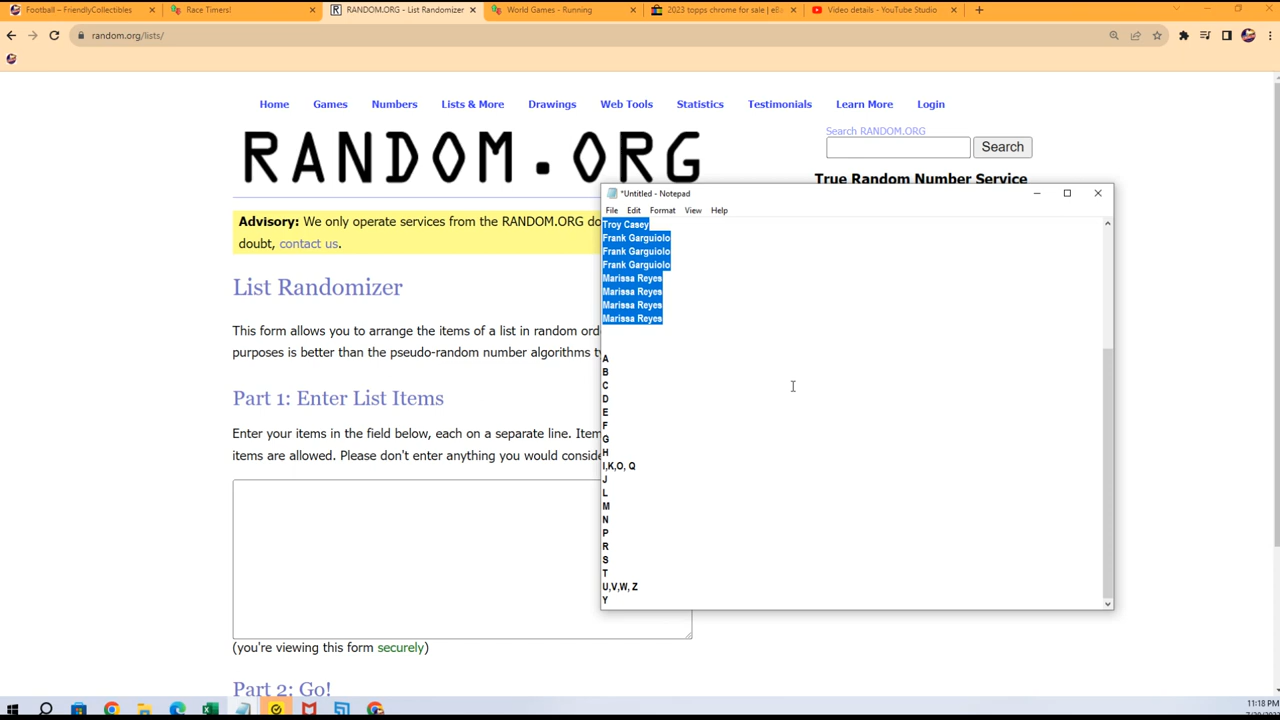 Football – FriendlyCollectibles
Race Timers!
RANDOM.ORG - List Randomizer
World Games - Running
2023 topps chrome for sale | eB
Video details - YouTube Studio
random.org/lists/
Home Games Numbers Lists & More Drawings Web Tools Statistics Testimonials Learn More Login
RANDOM.ORG
Search RANDOM.ORG
Search
True Random Number Service
Advisory: We only operate services from the RANDOM.ORG do
doubt, contact us.
List Randomizer
This form allows you to arrange the items of a list in random ord
purposes is better than the pseudo-random number algorithms ty
Part 1: Enter List Items
Enter your items in the field below, each on a separate line. Item
items are allowed. Please don't enter anything you would conside
(you're viewing this form securely)
Part 2: Go!
*Untitled - Notepad
File Edit Format View Help
Troy Casey
Frank Garguiolo
Frank Garguiolo
Frank Garguiolo
Marissa Reyes
Marissa Reyes
Marissa Reyes
Marissa Reyes
A
B
C
D
E
F
G
H
I,K,O, Q
J
L
M
N
P
R
S
T
U,V,W, Z
Y
11:18 PM